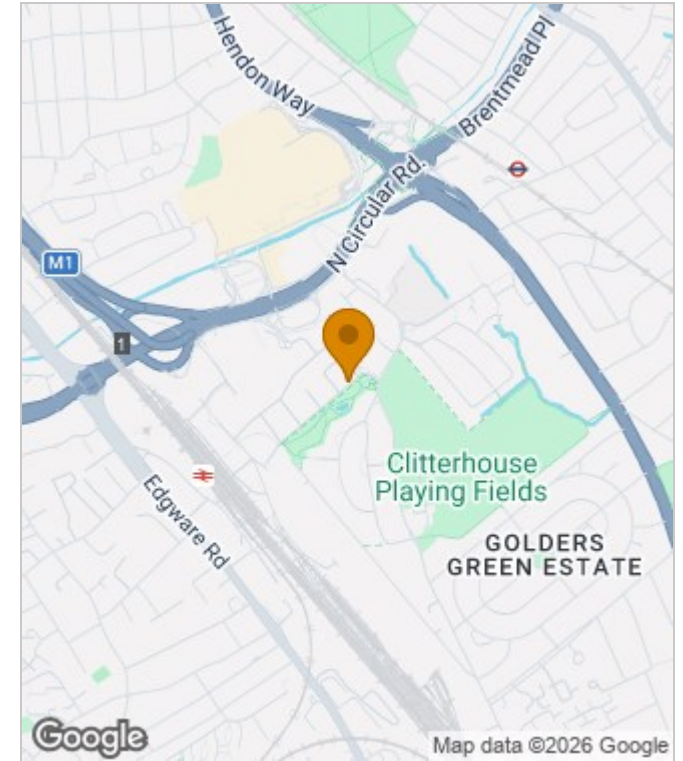 Hendon Way
Brentmead Pl
N Circular Rd.
M1
1
Edgware Rd
Clitterhouse
Playing Fields
GOLDERS
GREEN ESTATE
Google
Map data ©2026 Google